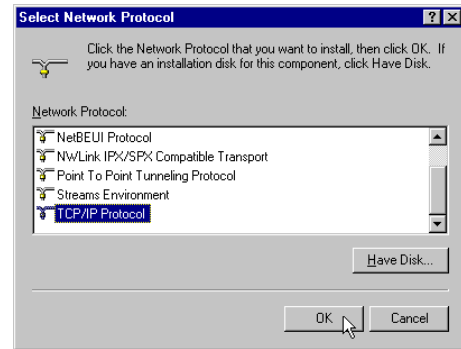 Select Network Protocol
Click the Network Protocol that you want to install, then click OK. If
you have an installation disk for this component, click Have Disk.
Network Protocol:
NetBEUI Protocol
NWLink IPX/SPX Compatible Transport
Point To Point Tunneling Protocol
Streams Environment
TCP/IP Protocol
Have Disk...
OK
Cancel